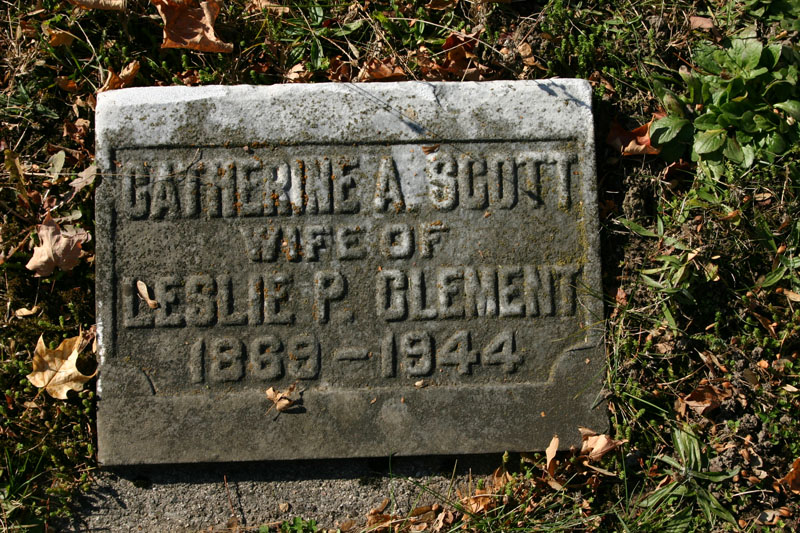 CATHERINE A. SCOTT
WIFE OF
LESLIE P. CLEMENT
1869-1944